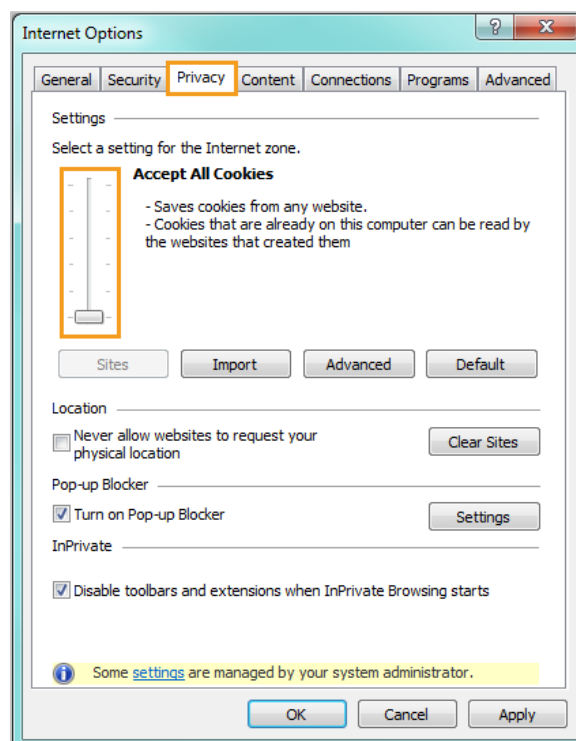 Internet Options
? X
General Security Privacy Content Connections Programs Advanced
Settings
Select a setting for the Internet zone.
Accept All Cookies
- Saves cookies from any website.
- Cookies that are already on this computer can be read by
the websites that created them
Sites Import Advanced Default
Location
Never allow websites to request your
physical location
Clear Sites
Pop-up Blocker
Turn on Pop-up Blocker
Settings
InPrivate
Disable toolbars and extensions when InPrivate Browsing starts
Some settings are managed by your system administrator.
OK Cancel Apply